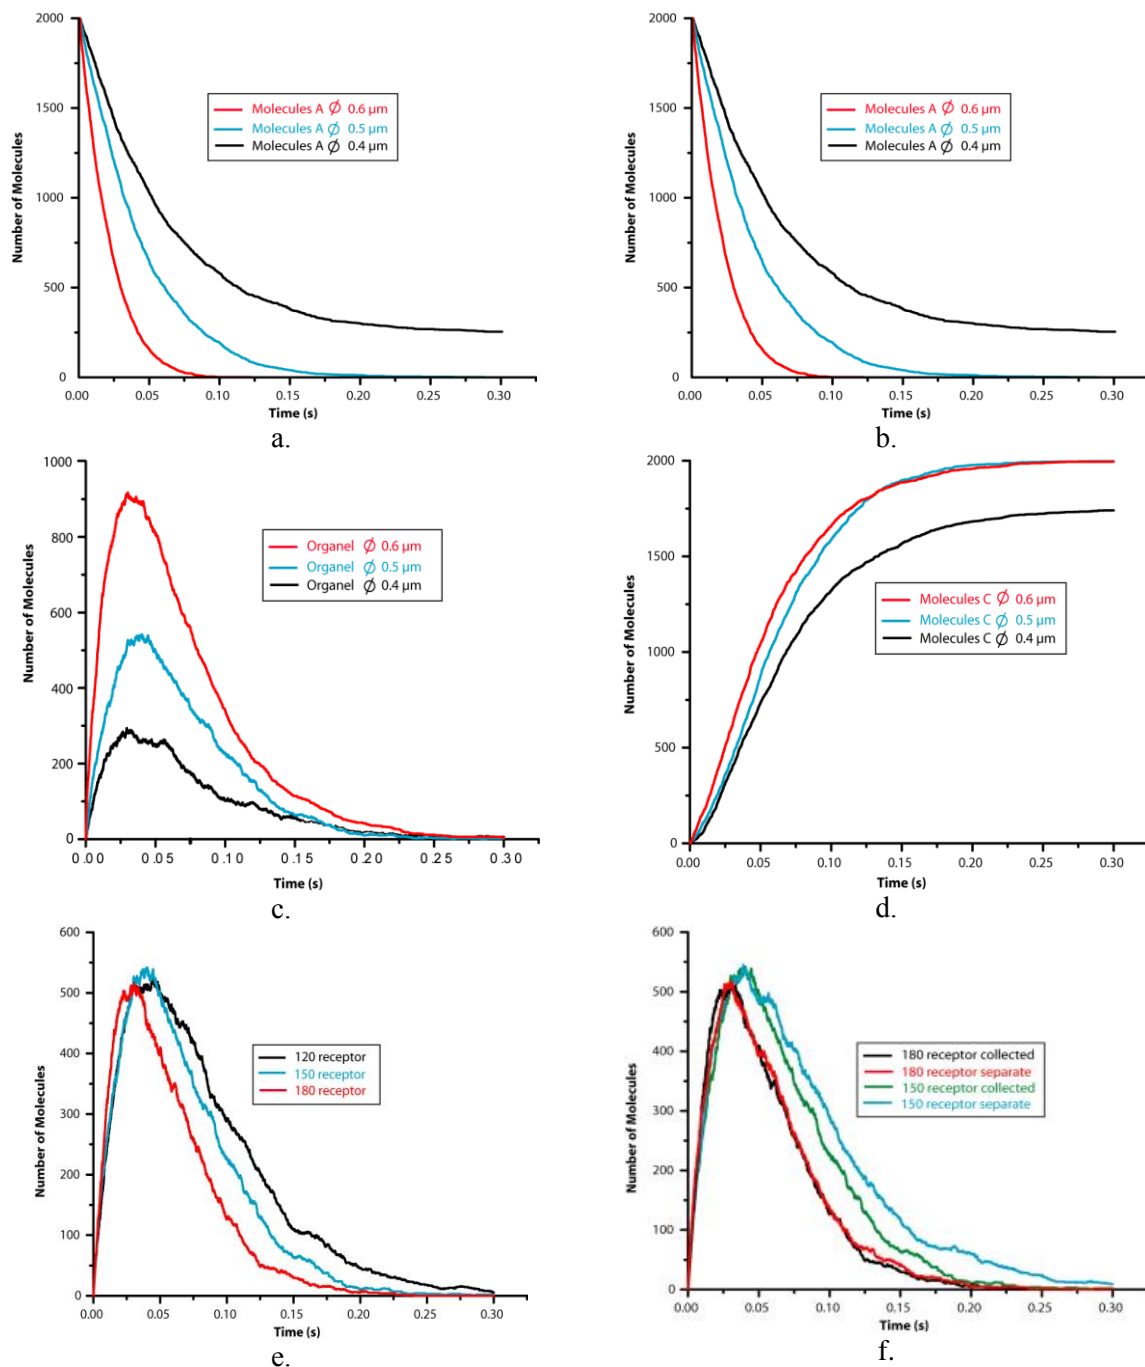 2000
1500
1000
500
0
Number of Molecules
Molecules A ∅ 0.6 µm
Molecules A ∅ 0.5 µm
Molecules A ∅ 0.4 µm
0.00 0.05 0.10 0.15 0.20 0.25 0.30
Time (s)
a.
2000
1500
1000
500
0
Number of Molecules
Molecules A ∅ 0.6 µm
Molecules A ∅ 0.5 µm
Molecules A ∅ 0.4 µm
0.00 0.05 0.10 0.15 0.20 0.25 0.30
Time (s)
b.
1000
800
600
400
200
0
Number of Molecules
Organel ∅ 0.6 µm
Organel ∅ 0.5 µm
Organel ∅ 0.4 µm
0.0 0.0 0.05 0.10 0.15 0.20 0.25 0.30
Time (s)
c.
2000
1500
1000
500
0
Number of Molecules
Molecules C ∅ 0.6 µm
Molecules C ∅ 0.5 µm
Molecules C ∅ 0.4 µm
0.00 0.05 0.10 0.15 0.20 0.25 0.30
Time (s)
d.
600
500
400
300
200
100
0
Number of Molecules
120 receptor
150 receptor
180 receptor
0.00 0.05 0.10 0.15 0.20 0.25 0.30
Time (s)
e.
600
500
400
300
200
100
0
Number of Molecules
180 receptor collected
180 receptor separate
150 receptor collected
150 receptor separate
0.00 0.05 0.10 0.15 0.20 0.25 0.30
Time (s)
f.